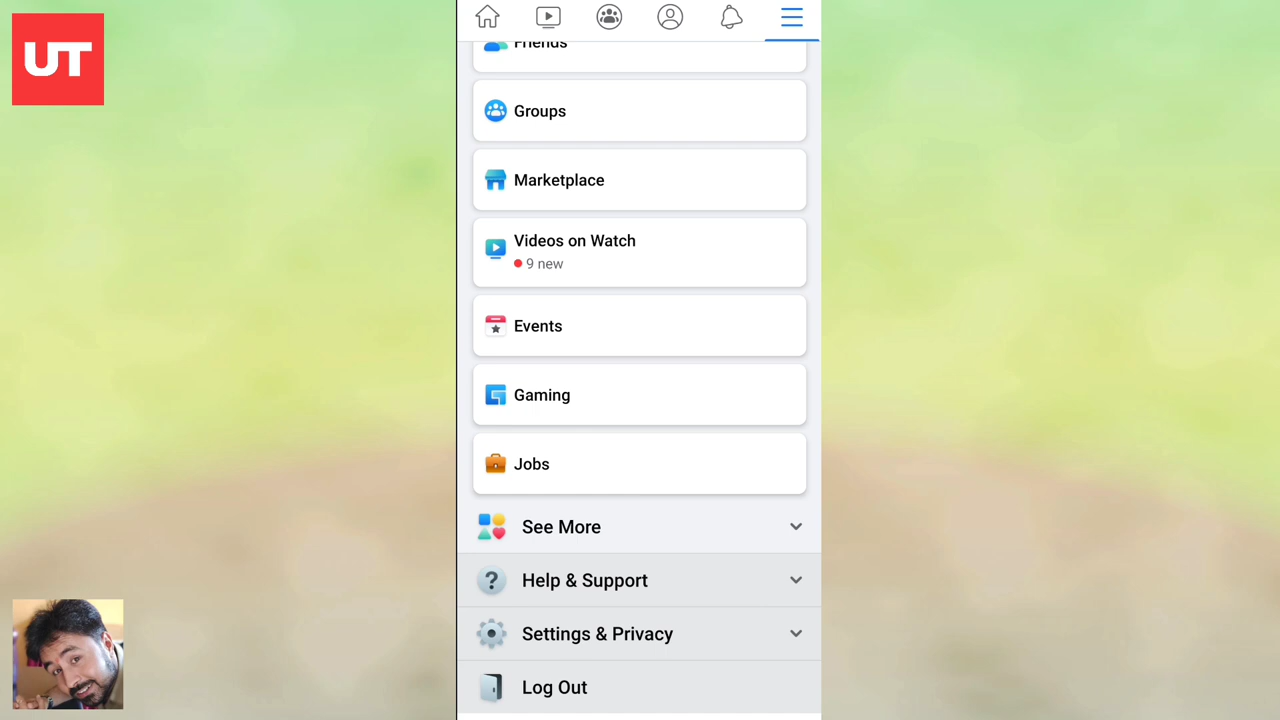 UT
Friends
Groups
Marketplace
Videos on Watch
9 new
Events
Gaming
Jobs
See More
Help & Support
Settings & Privacy
Log Out